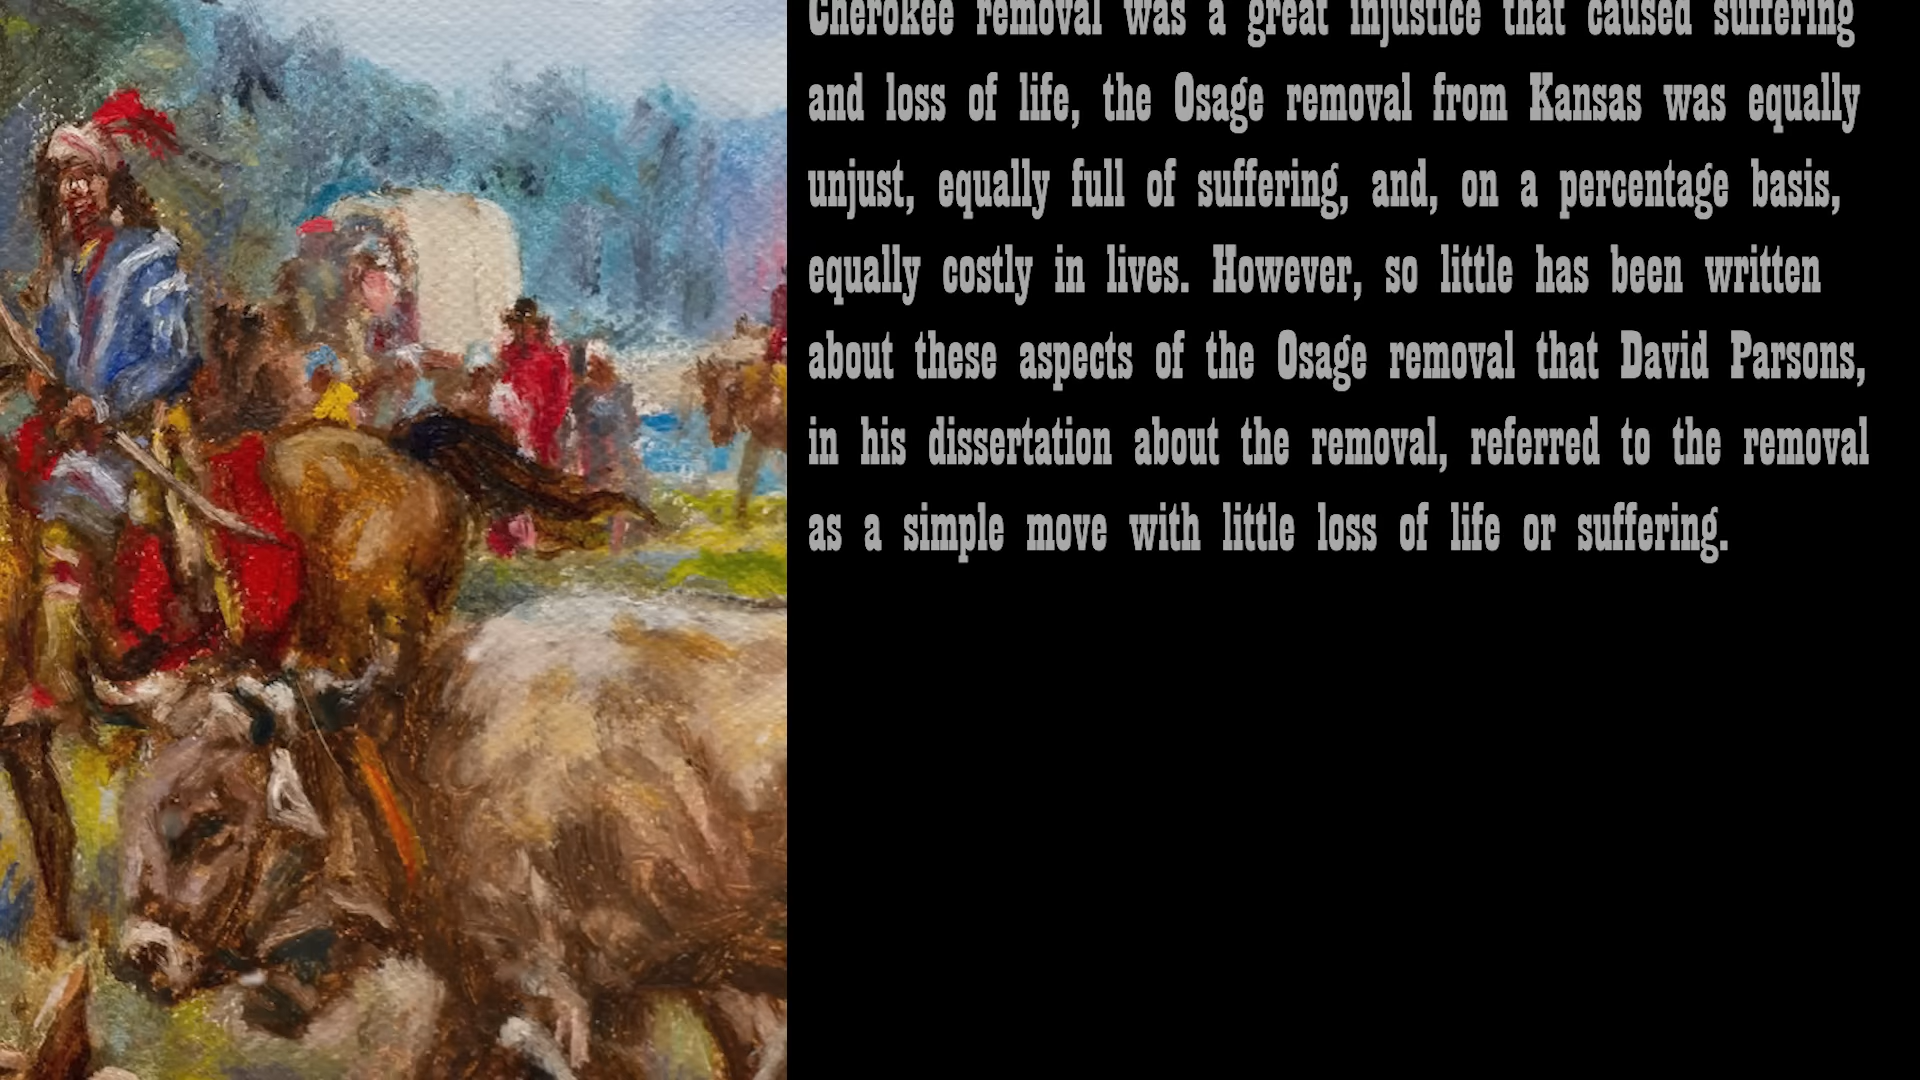 Cherokee removal was a great injustice that caused suffering
and loss of life, the Osage removal from Kansas was equally
unjust, equally full of suffering, and, on a percentage basis,
equally costly in lives. However, so little has been written
about these aspects of the Osage removal that David Parsons,
in his dissertation about the removal, referred to the removal
as a simple move with little loss of life or suffering.